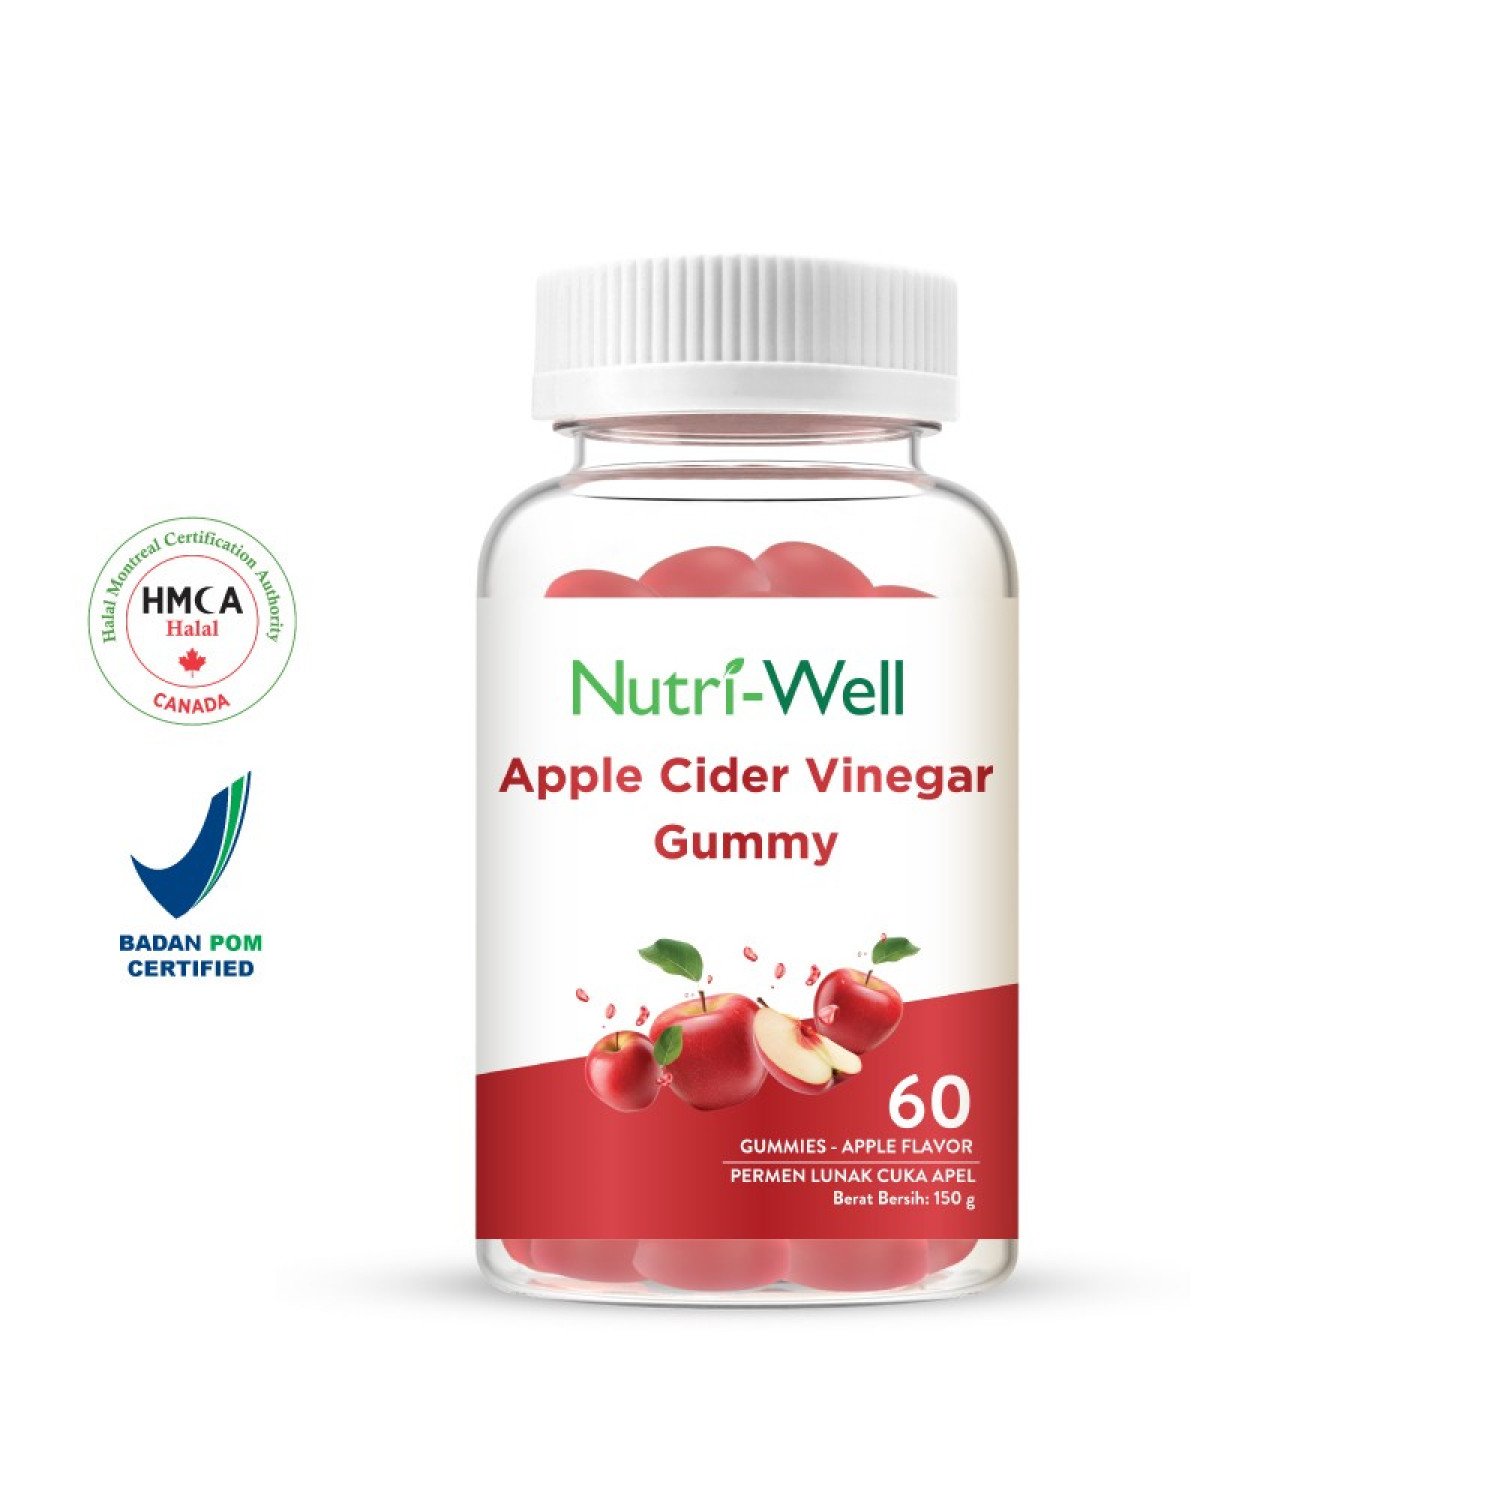 Halal Montreal Certification Authority
HMCA
Halal
CANADA
BADAN POM
CERTIFIED
Nutri-Well
Apple Cider Vinegar
Gummy
60
GUMMIES - APPLE FLAVOR
PERMEN LUNAK CUKA APEL
Berat Bersih: 150 g